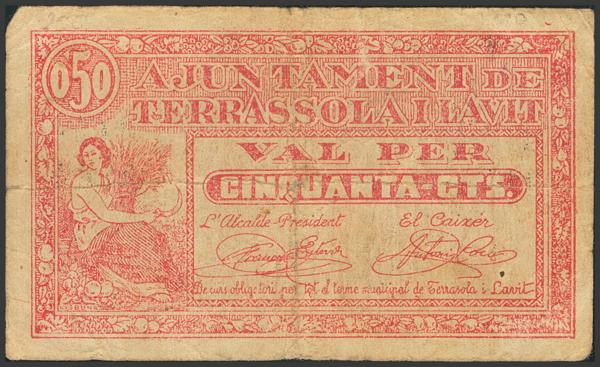 0,50
AJUNTAMENT DE
TERRASSOLA I LAVIT
VAL PER
CINQUANTA-CTS.
L'Alcalde-President
El Caixer
De curs obligatori per tot el terme municipal de Terrasola i Lavit